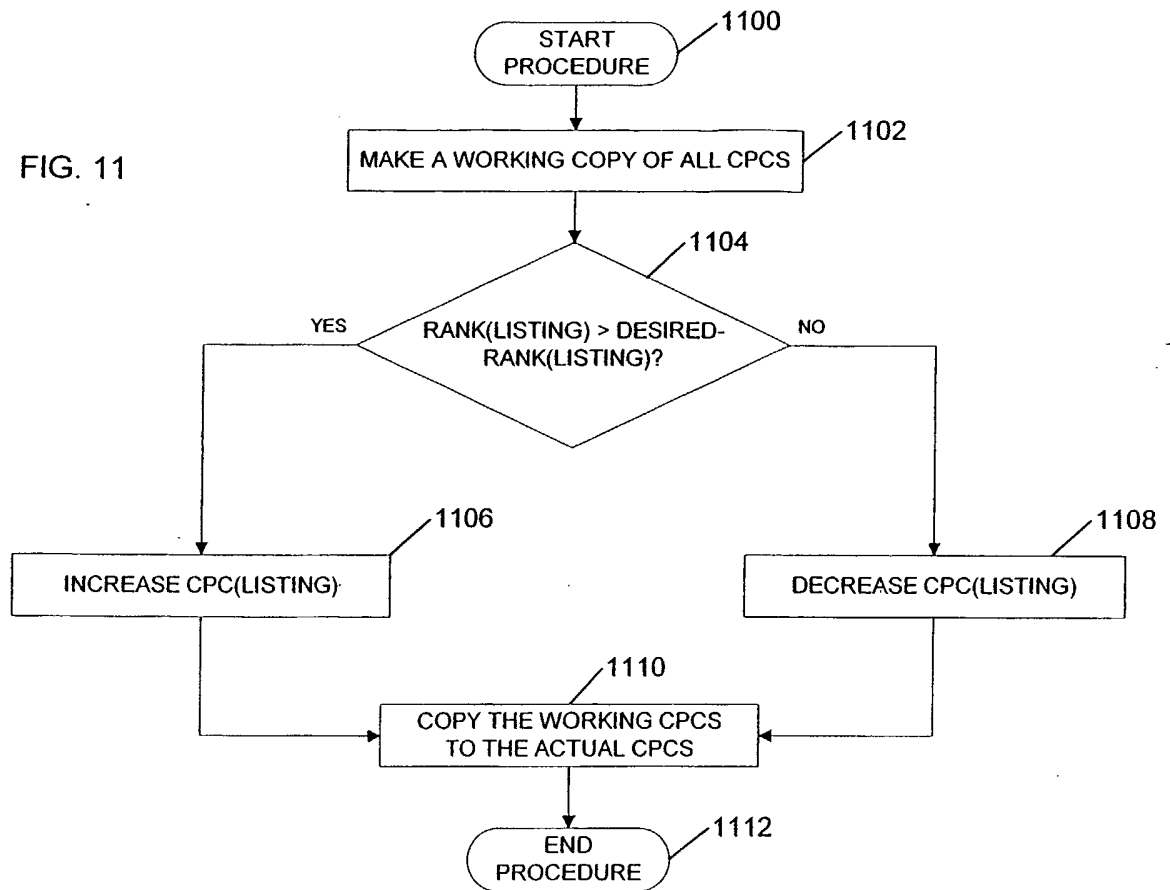 1100
START
PROCEDURE
1102
FIG. 11
MAKE A WORKING COPY OF ALL CPCS
1104
YES
RANK(LISTING) > DESIRED-
RANK(LISTING)?
NO
1106
1108
INCREASE CPC(LISTING)
DECREASE CPC(LISTING)
1110
COPY THE WORKING CPCS
TO THE ACTUAL CPCS
1112
END
PROCEDURE